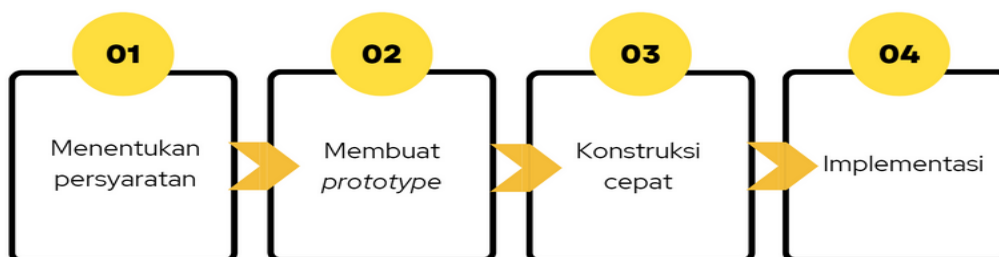 01
Menentukan
persyaratan
02
Membuat
prototype
03
Konstruksi
cepat
04
Implementasi